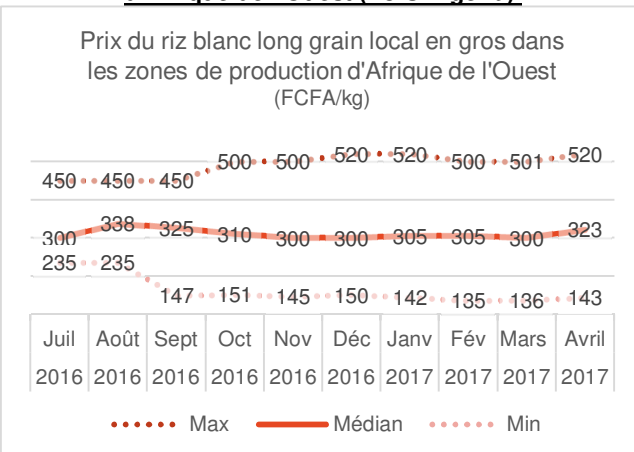 Prix du riz blanc long grain local en gros dans
les zones de production d'Afrique de l'Ouest
(FCFA/kg)
450 450 450 500 500 520 520 500 501 520
300 338 325 310 300 300 305 305 300 323
235 235 147 151 145 150 142 135 136 143
Juil Août Sept Oct Nov Déc Janv Fév Mars Avril
2016 2016 2016 2016 2016 2016 2017 2017 2017 2017
Max Médian Min